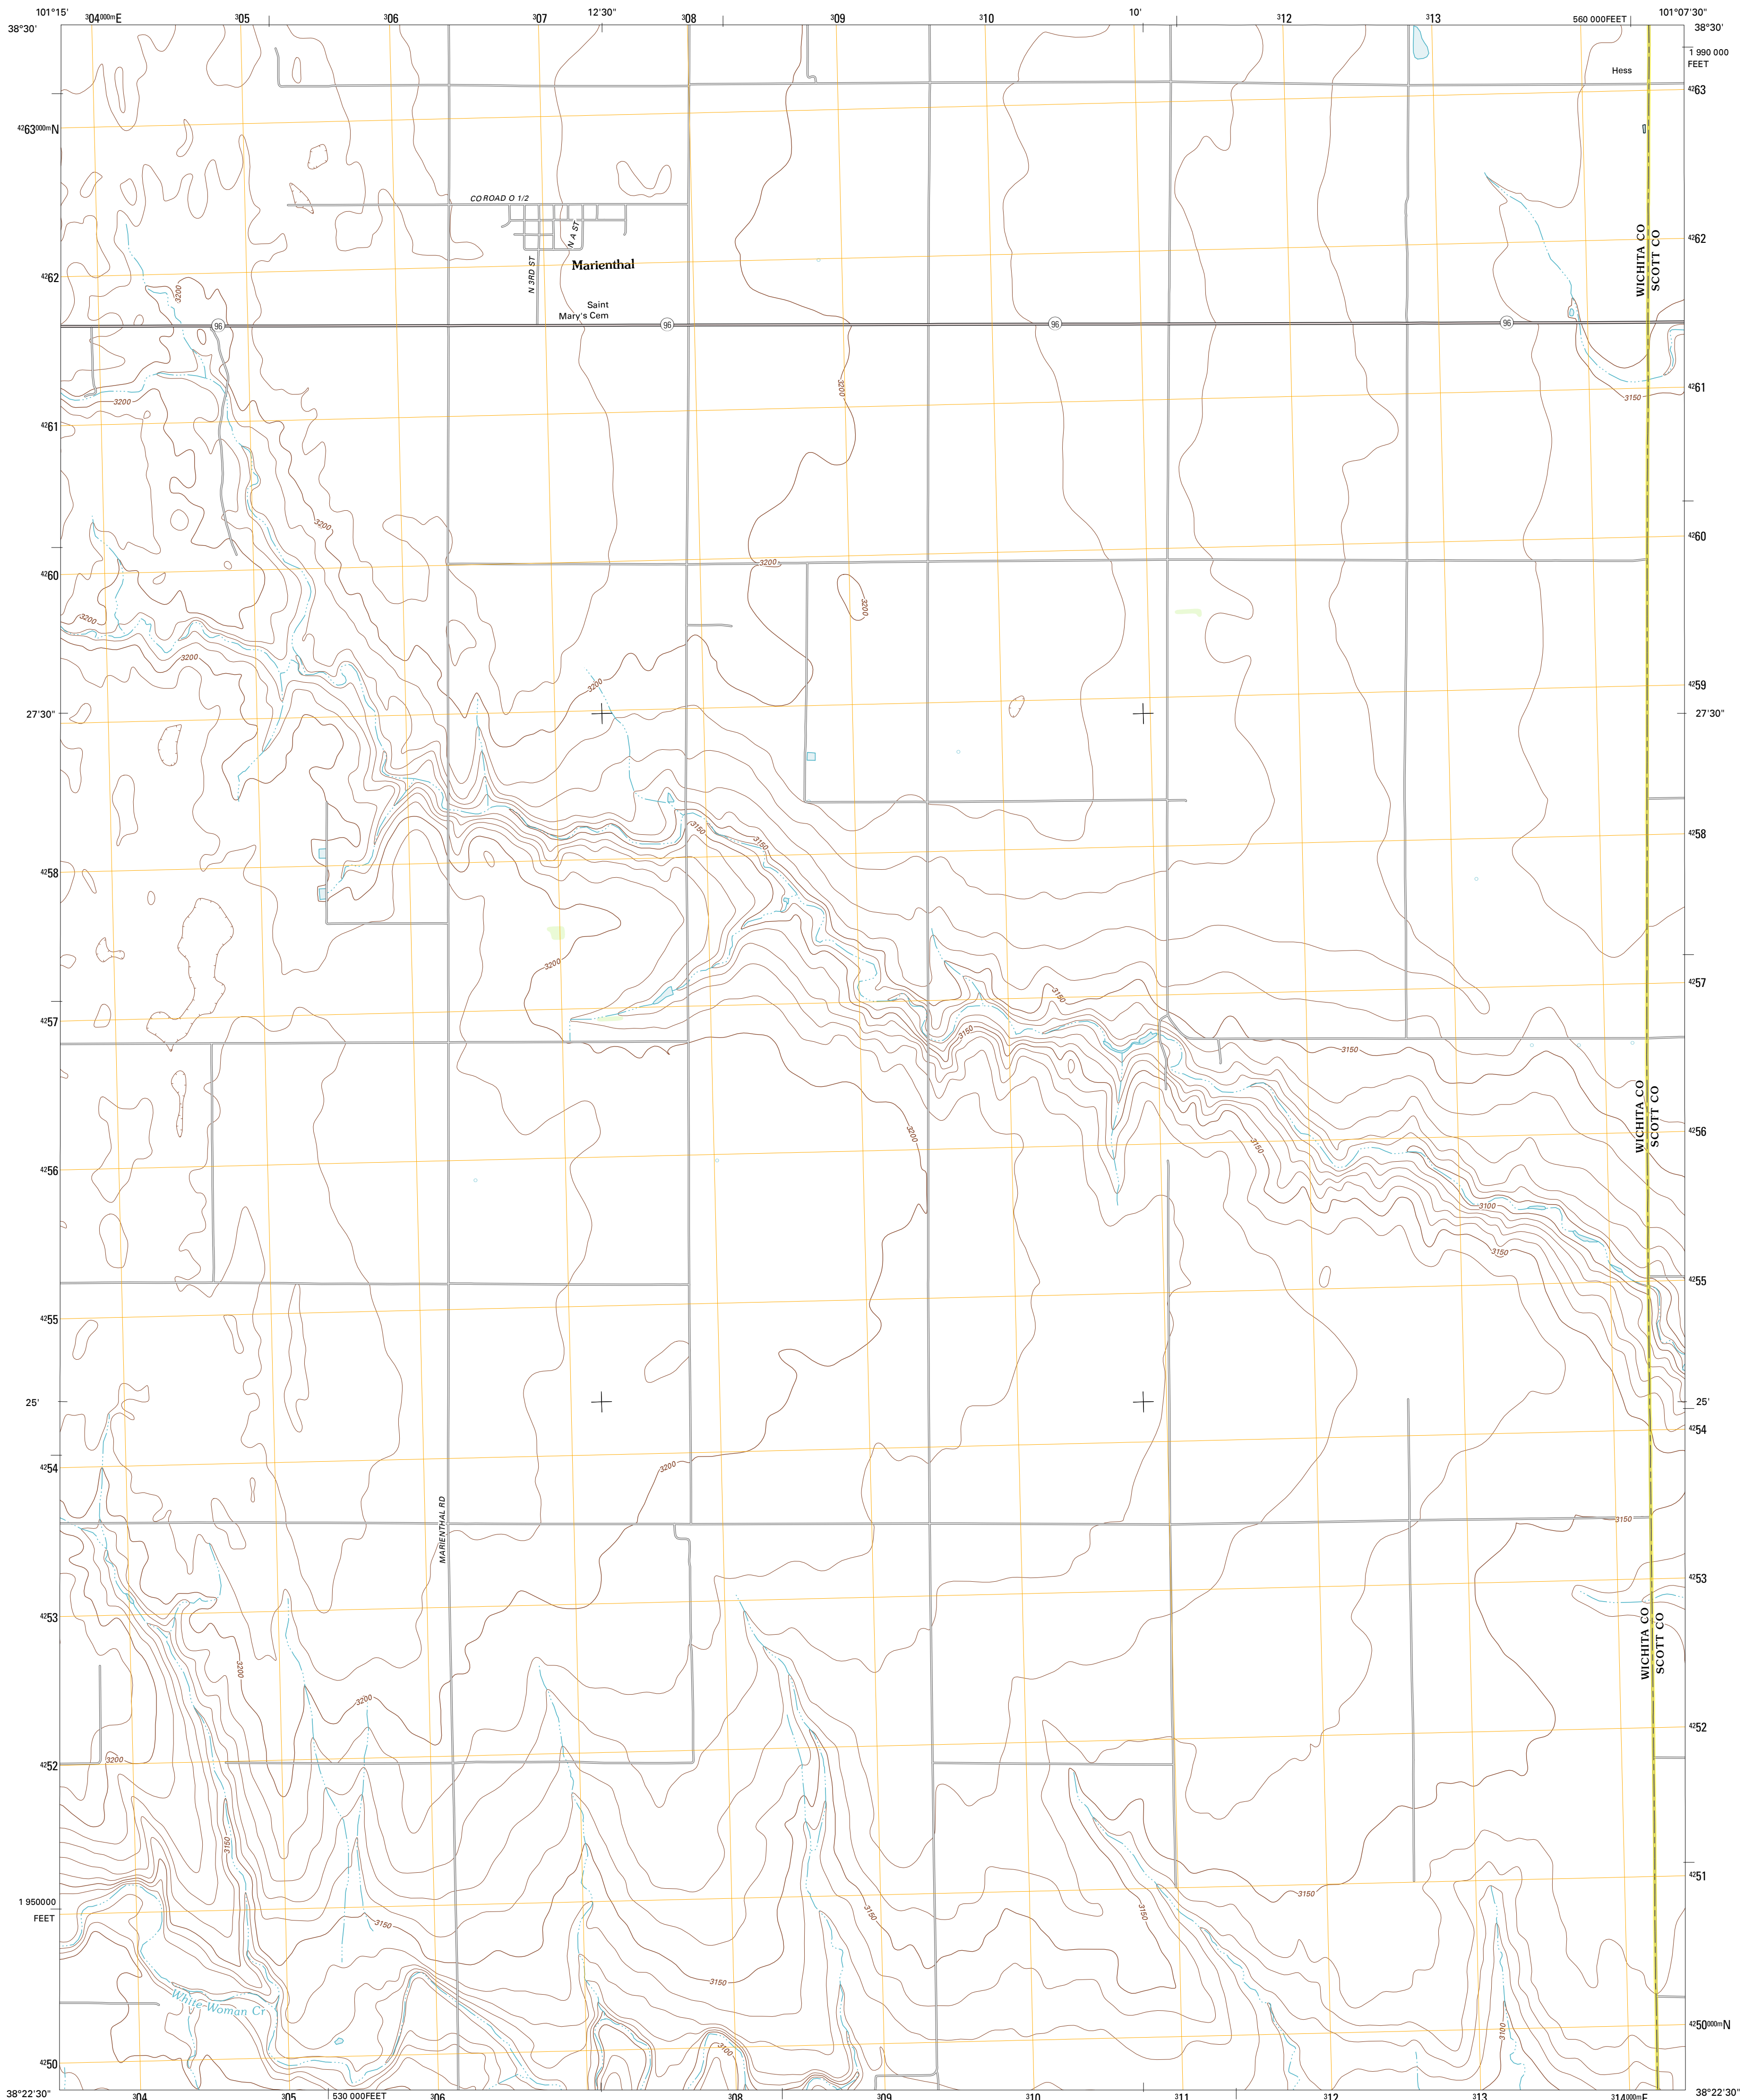 101°15' 304000mE 305 306 307 12'30" 308 309 310 10' 312 313 560 000FEET 101°07'30"
38°30' 38°30'
1 990 000
FEET
Hess
4263 4263000mN
CO ROAD O 1/2
N A ST
N 3RD ST
Marienthal
WICHITA CO
SCOTT CO
4262 4262
3200
Saint
Mary's Cem
96 96 96 96
3200 3200 3150
4261 4261
3200
4260 4260
3200
3200
3200
3200
3200
4259
27'30" 27'30"
3150
3150
4258 4258
3200
3150
4257 4257
3150
3150
WICHITA CO
SCOTT CO
3200
3150
4256 4256
3100
3150
4255 4255
25' 25'
4254 4254
3200
MARIENTHAL RD
3150
4253 4253
WICHITA CO
SCOTT CO
3200
3200
4252 4252
3200
3150
4251
3150
1 950000
FEET
3150
3150
3150
3150
White Woman Cr
4250000mN
3100
3100
4250
38°22'30" 38°22'30"
304 305 530 000FEET 306 308 309 310 311 312 313 314000mE